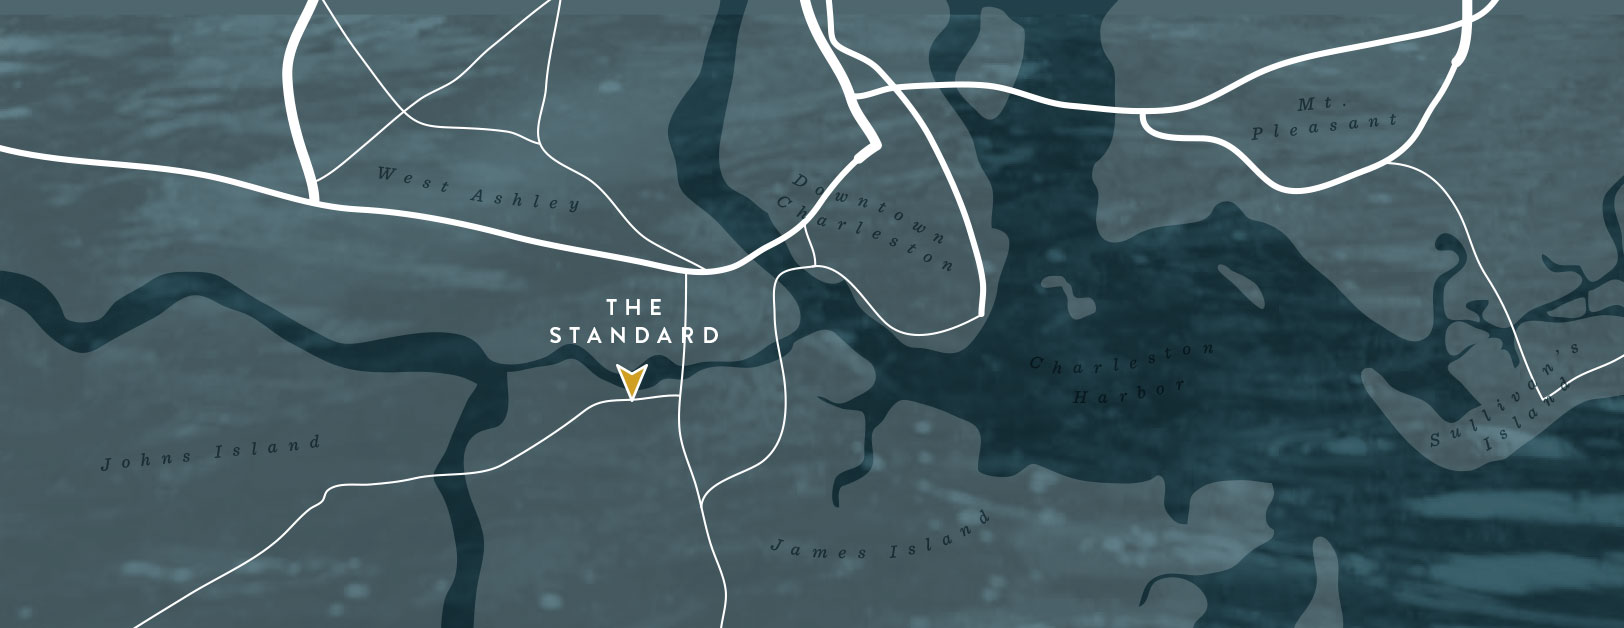 Mt.
Pleasant
West Ashley
Downtown
Charleston
THE
STANDARD
Charleston
Harbor
Sullivan's
Island
Johns Island
James Island